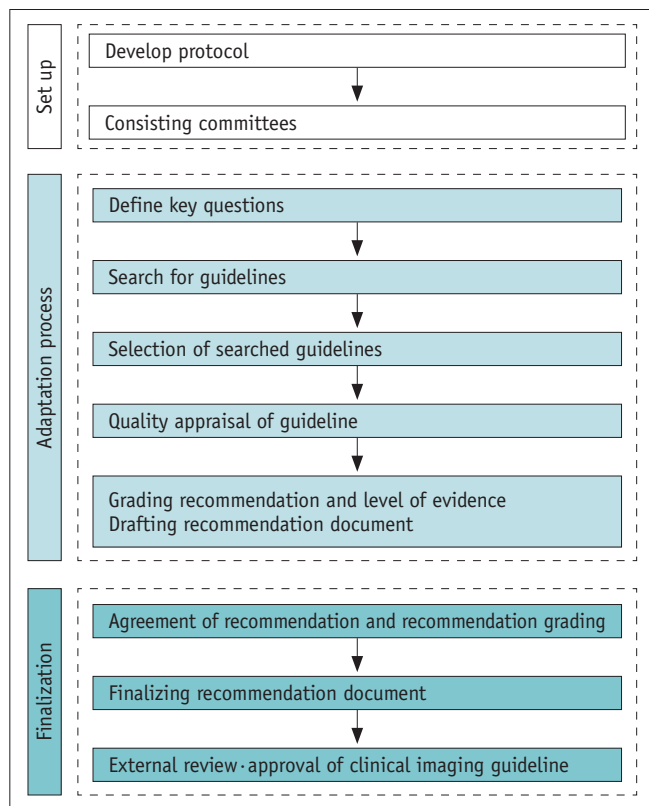 Set up
Develop protocol
Consisting committees
Adaptation process
Define key questions
Search for guidelines
Selection of searched guidelines
Quality appraisal of guideline
Grading recommendation and level of evidence
Drafting recommendation document
Finalization
Agreement of recommendation and recommendation grading
Finalizing recommendation document
External review·approval of clinical imaging guideline